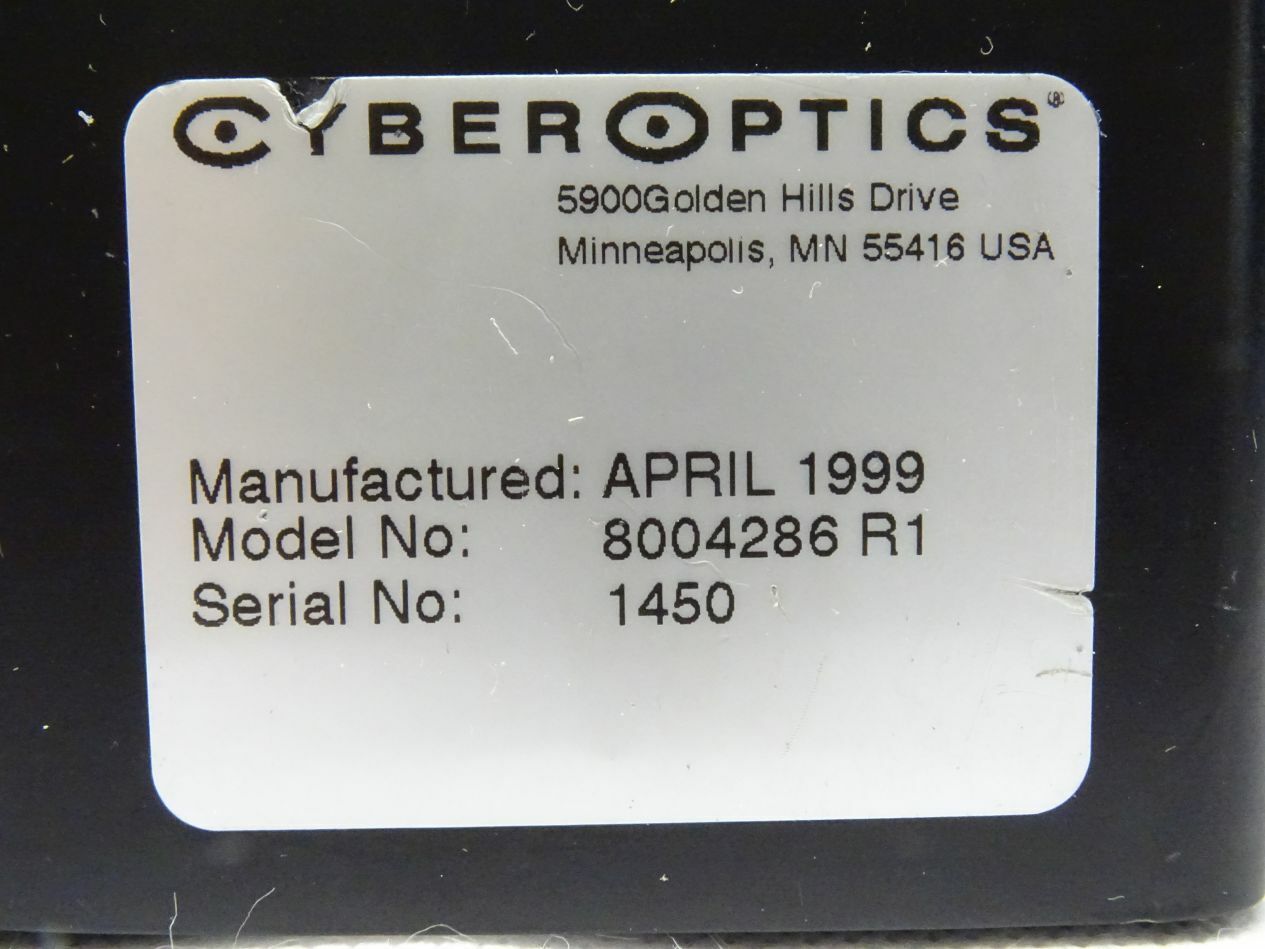 CYBEROPTICS®
5900Golden Hills Drive
Minneapolis, MN 55416 USA
Manufactured: APRIL 1999
Model No: 8004286 R1
Serial No: 1450